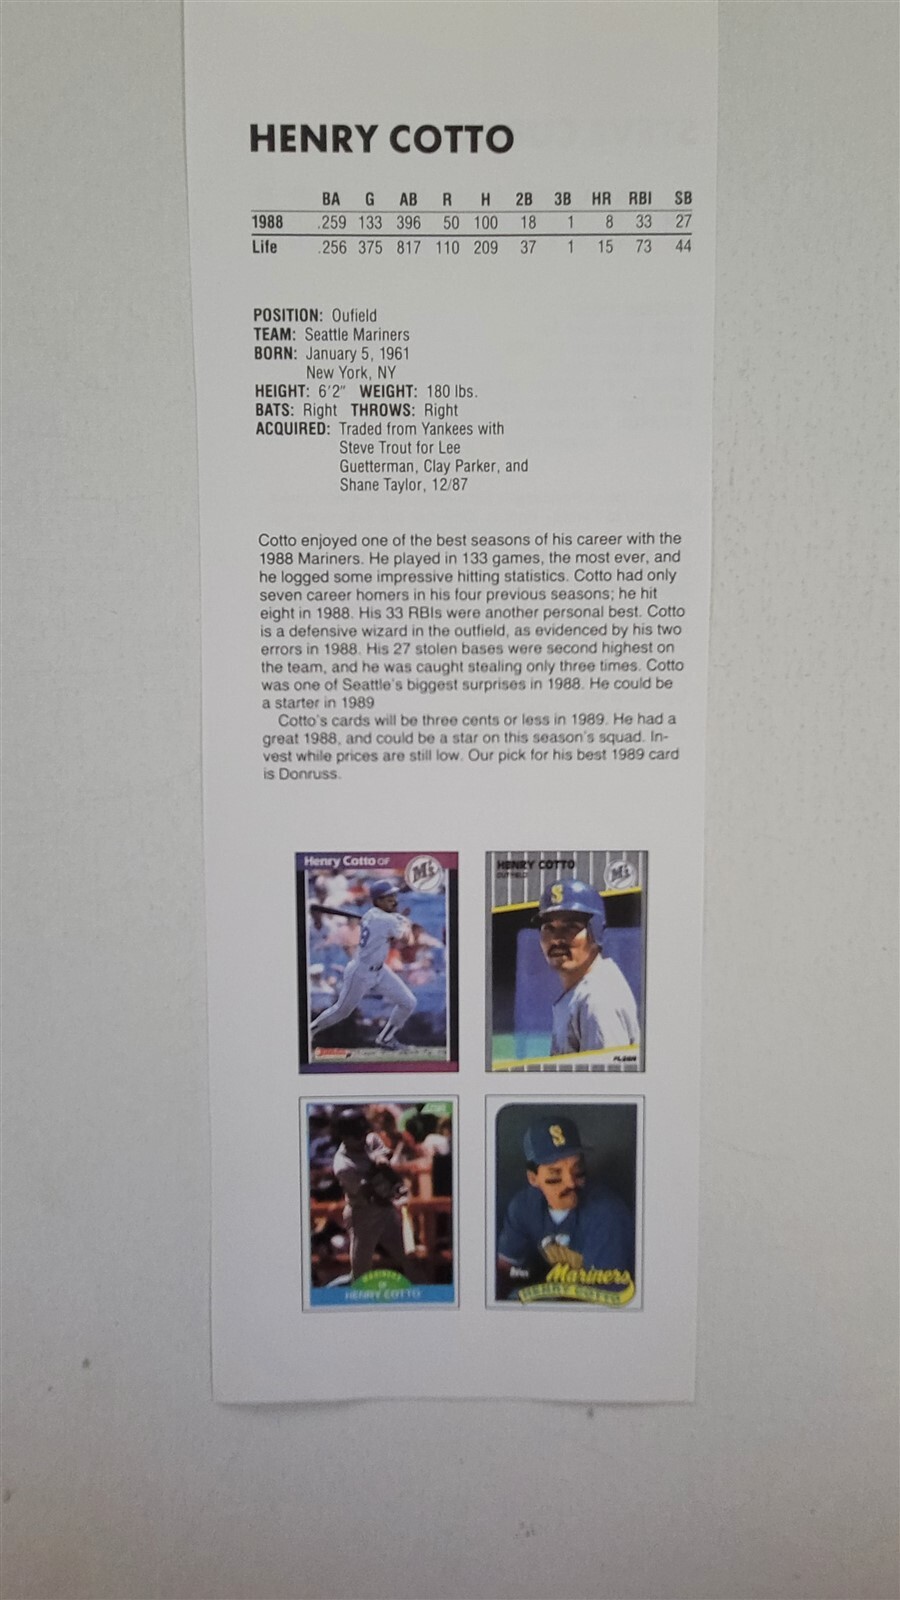 HENRY COTTO
BA G AB R H 2B 3B HR RBI SB
1988 .259 133 396 50 100 18 1 8 33 27
Life .256 375 817 110 209 37 1 15 73 44
POSITION: Oufield
TEAM: Seattle Mariners
BORN: January 5, 1961
New York, NY
HEIGHT: 6'2" WEIGHT: 180 lbs.
BATS: Right THROWS: Right
ACQUIRED: Traded from Yankees with
Steve Trout for Lee
Guetterman, Clay Parker, and
Shane Taylor, 12/87
Cotto enjoyed one of the best seasons of his career with the
1988 Mariners. He played in 133 games, the most ever, and
he logged some impressive hitting statistics. Cotto had only
seven career homers in his four previous seasons; he hit
eight in 1988. His 33 RBIs were another personal best. Cotto
is a defensive wizard in the outfield, as evidenced by his two
errors in 1988. His 27 stolen bases were second highest on
the team, and he was caught stealing only three times. Cotto
was one of Seattle's biggest surprises in 1988. He could be
a starter in 1989
Cotto's cards will be three cents or less in 1989. He had a
great 1988, and could be a star on this season's squad. In-
vest while prices are still low. Our pick for his best 1989 card
is Donruss.
Henry Cotto OF
M's
HENRY COTTO
OUTFIELD
M's
S
FLEER
MARINERS
OF
HENRY COTTO
S
Mariners
HENRY COTTO